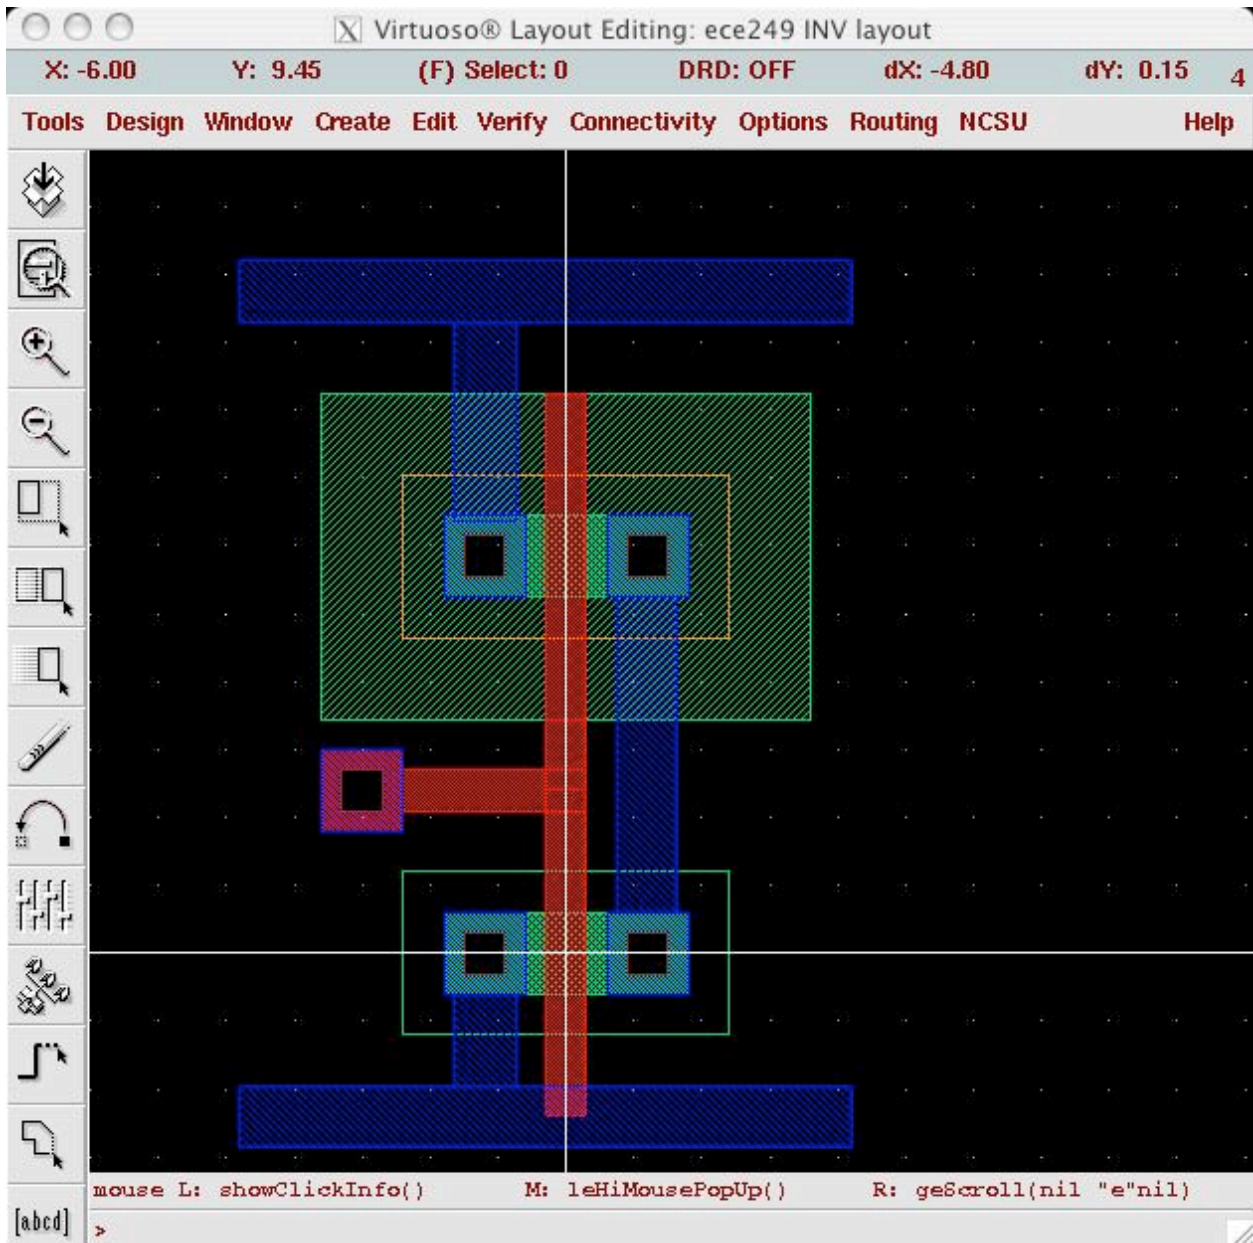 X Virtuoso® Layout Editing: ece249 INV layout
X: -6.00 Y: 9.45 (F) Select: 0 DRD: OFF dX: -4.80 dY: 0.15 4
Tools Design Window Create Edit Verify Connectivity Options Routing NCSU Help
mouse L: showClickInfo() M: leHiMousePopUp() R: geScroll(nil "e"nil)
[abcd] >